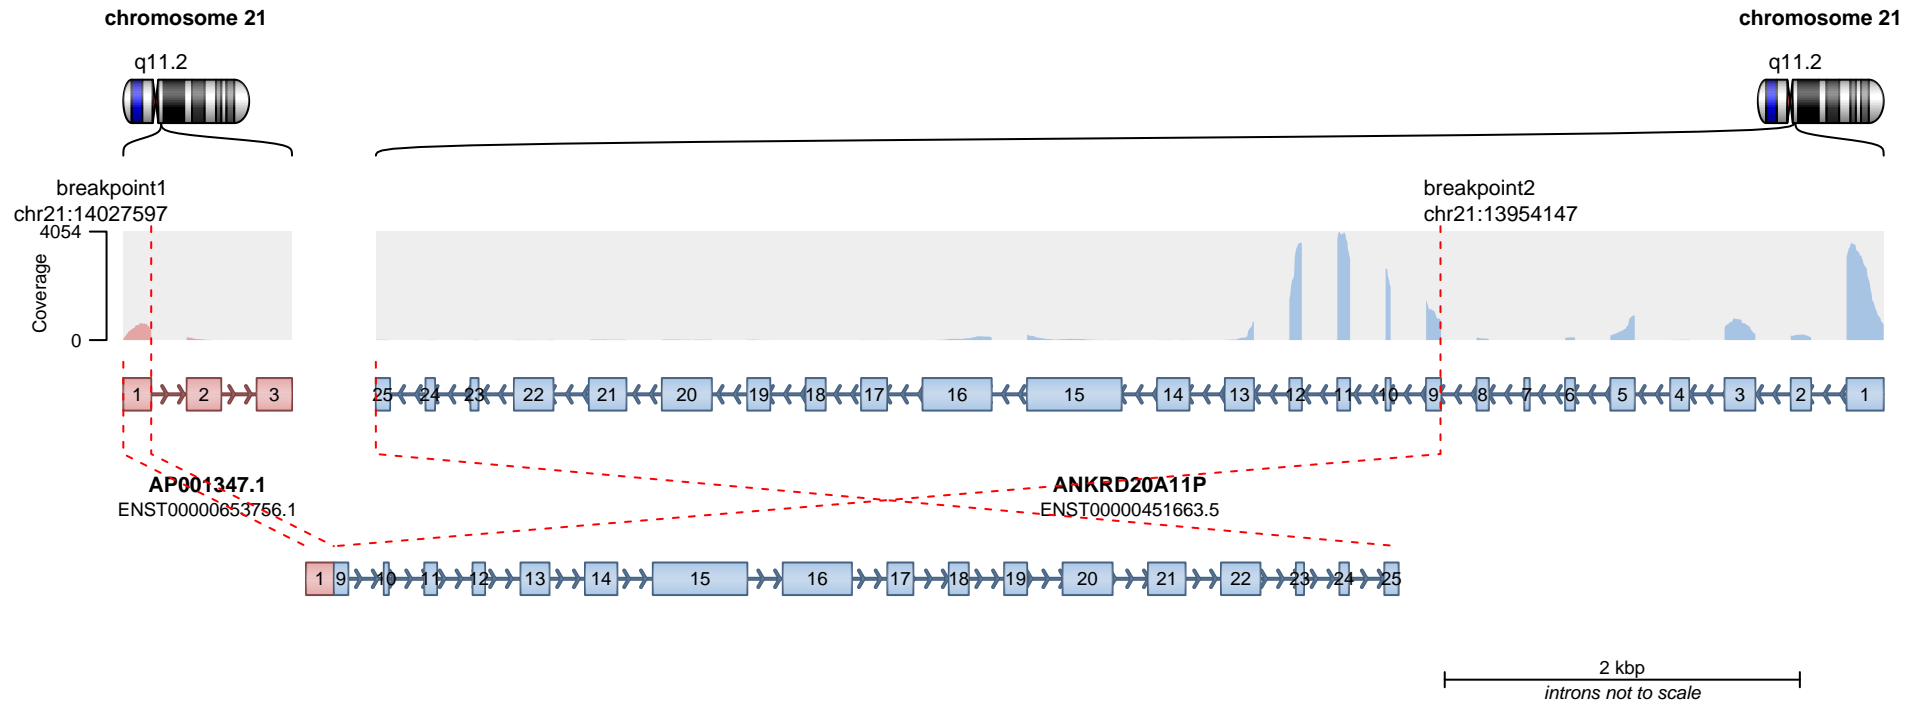 chromosome 21
chromosome 21
q11.2
q11.2
breakpoint1
chr21:14027597
breakpoint2
chr21:13954147
4054
Coverage
0
1 2 3
25 24 23 22 21 20 19 18 17 16 15 14 13 12 11 10 9 8 7 6 5 4 3 2 1
AP001347.1
ENST00000653756.1
ANKRD20A11P
ENST00000451663.5
1 9 10 11 12 13 14 15 16 17 18 19 20 21 22 23 24 25
2 kbp
introns not to scale